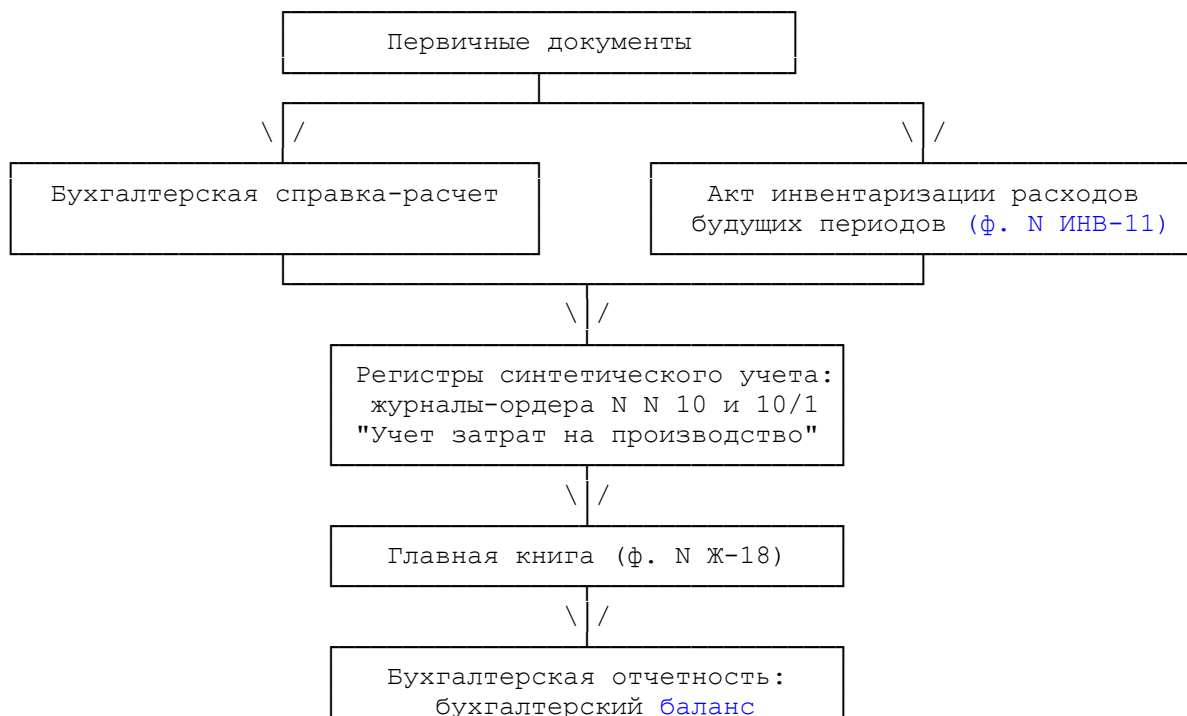 Первичные документы
Бухгалтерская справка-расчет
Акт инвентаризации расходов
будущих периодов (ф. N ИНВ-11)
Регистры синтетического учета:
журналы-ордера N N 10 и 10/1
"Учет затрат на производство"
Главная книга (ф. N Ж-18)
Бухгалтерская отчетность:
бухгалтерский баланс